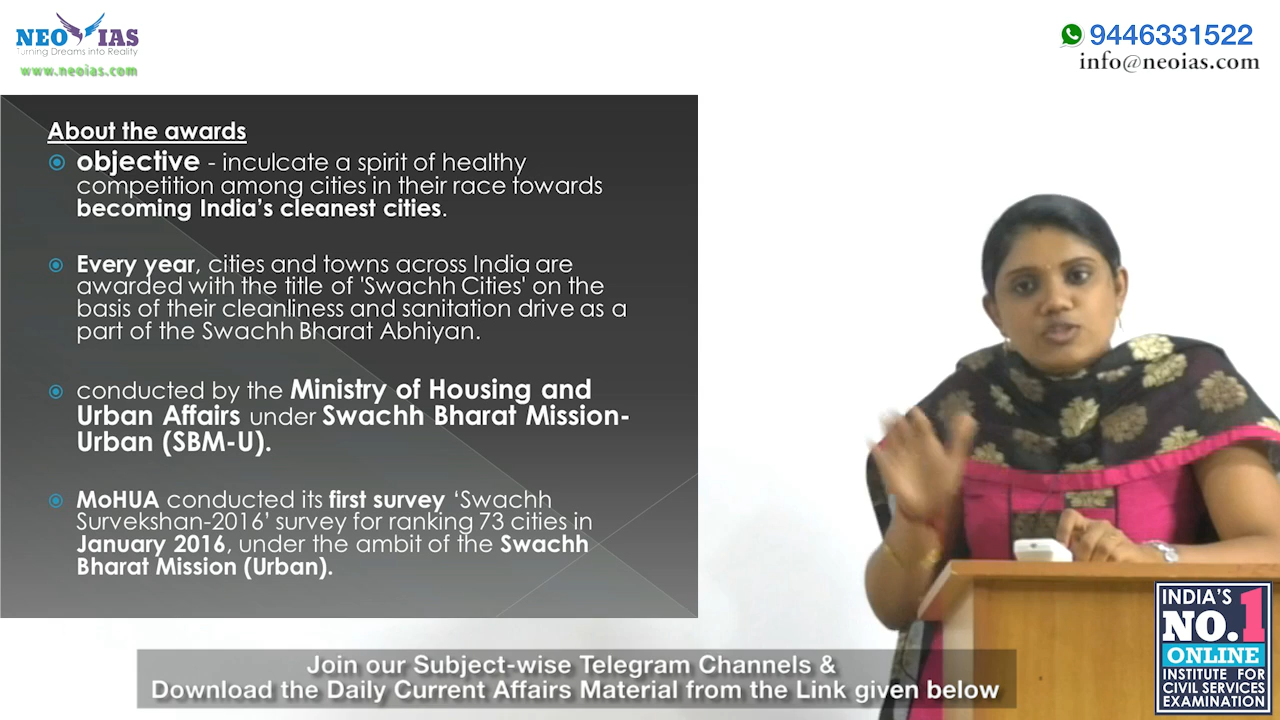 NEO IAS
Turning Dreams into Reality
www.neoias.com
9446331522
info@neoias.com
About the awards
objective - inculcate a spirit of healthy
competition among cities in their race towards
becoming India's cleanest cities.
Every year, cities and towns across India are
awarded with the title of 'Swachh Cities' on the
basis of their cleanliness and sanitation drive as a
part of the Swachh Bharat Abhiyan.
conducted by the Ministry of Housing and
Urban Affairs under Swachh Bharat Mission-
Urban (SBM-U).
MoHUA conducted its first survey ‘Swachh
Survekshan-2016’ survey for ranking 73 cities in
January 2016, under the ambit of the Swachh
Bharat Mission (Urban).
INDIA'S
NO.1
ONLINE
INSTITUTE FOR
CIVIL SERVICES
EXAMINATION
Join our Subject-wise Telegram Channels &
Download the Daily Current Affairs Material from the Link given below